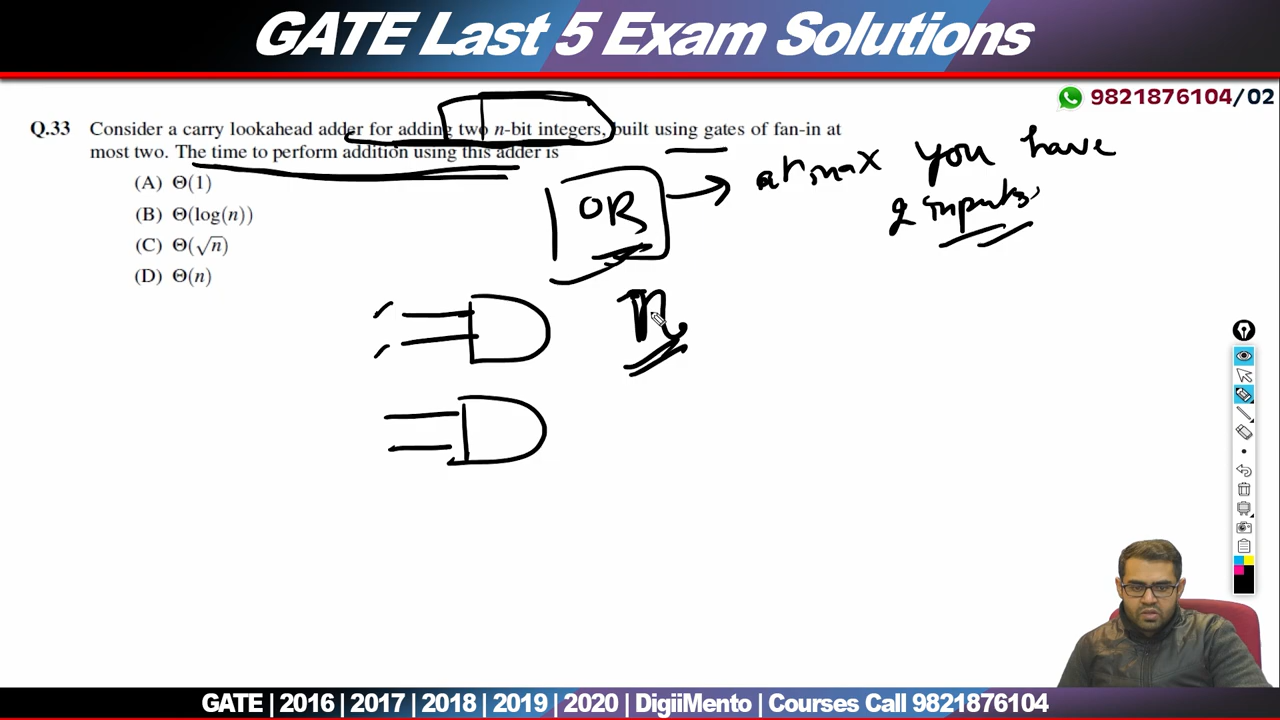 GATE Last 5 Exam Solutions
9821876104/02
Q.33 Consider a carry lookahead adder for adding two n-bit integers, built using gates of fan-in at
most two. The time to perform addition using this adder is
(A) Θ(1)
(B) Θ(log(n))
(C) Θ(√n)
(D) Θ(n)
at max you have
2 inputs
OR
n
GATE | 2016 | 2017 | 2018 | 2019 | 2020 | DigiiMento | Courses Call 9821876104